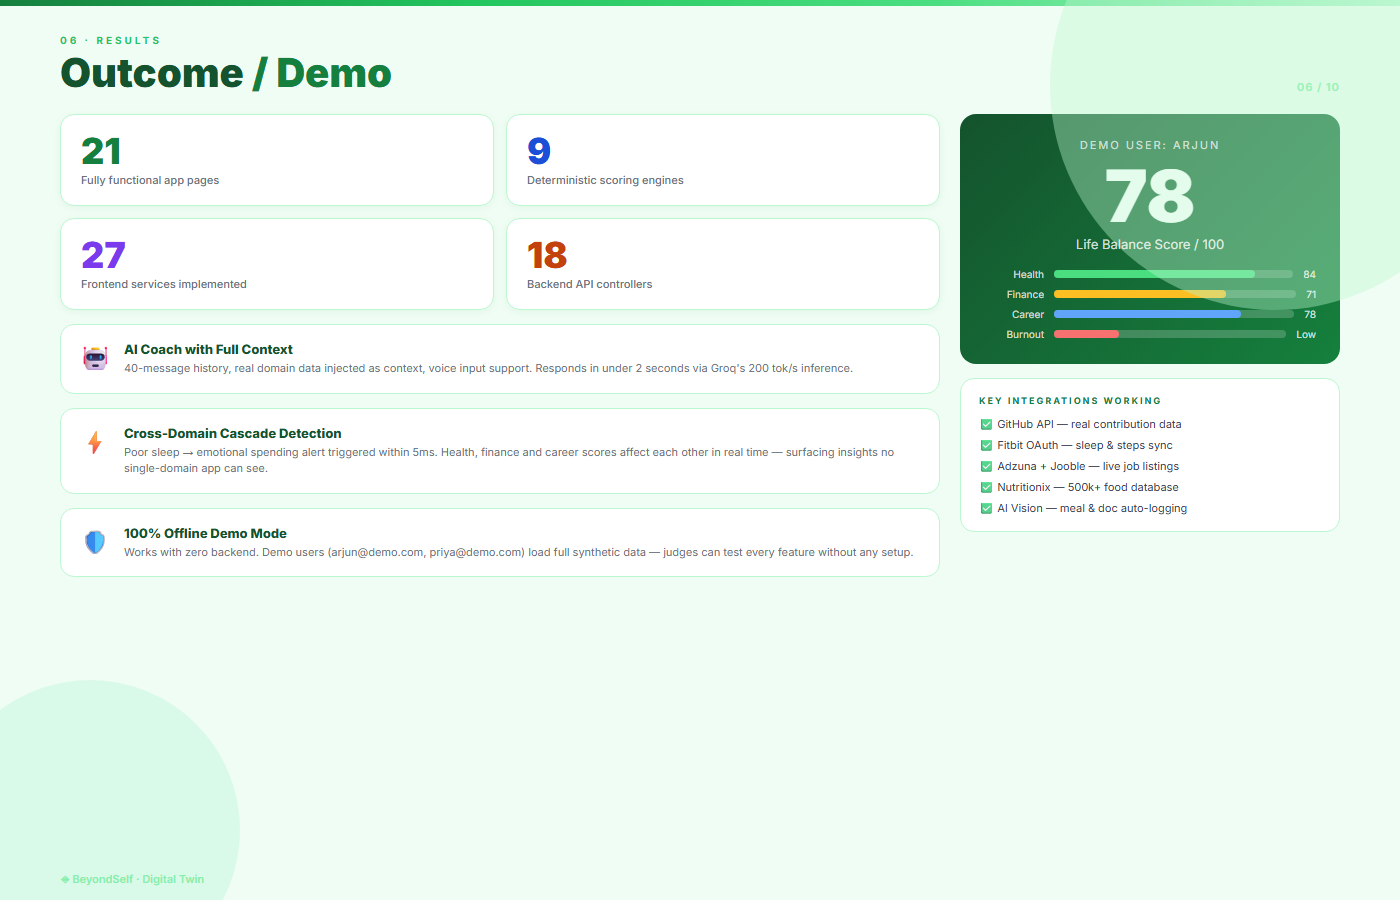 06 · RESULTS
Outcome / Demo
06 / 10
21
Fully functional app pages
9
Deterministic scoring engines
27
Frontend services implemented
18
Backend API controllers
AI Coach with Full Context
40-message history, real domain data injected as context, voice input support. Responds in under 2 seconds via Groq's 200 tok/s inference.
Cross-Domain Cascade Detection
Poor sleep → emotional spending alert triggered within 5ms. Health, finance and career scores affect each other in real time — surfacing insights no
single-domain app can see.
100% Offline Demo Mode
Works with zero backend. Demo users (arjun@demo.com, priya@demo.com) load full synthetic data — judges can test every feature without any setup.
DEMO USER: ARJUN
78
Life Balance Score / 100
Health 84
Finance 71
Career 78
Burnout Low
KEY INTEGRATIONS WORKING
✅ GitHub API — real contribution data
✅ Fitbit OAuth — sleep & steps sync
✅ Adzuna + Jooble — live job listings
✅ Nutritionix — 500k+ food database
✅ AI Vision — meal & doc auto-logging
BeyondSelf · Digital Twin